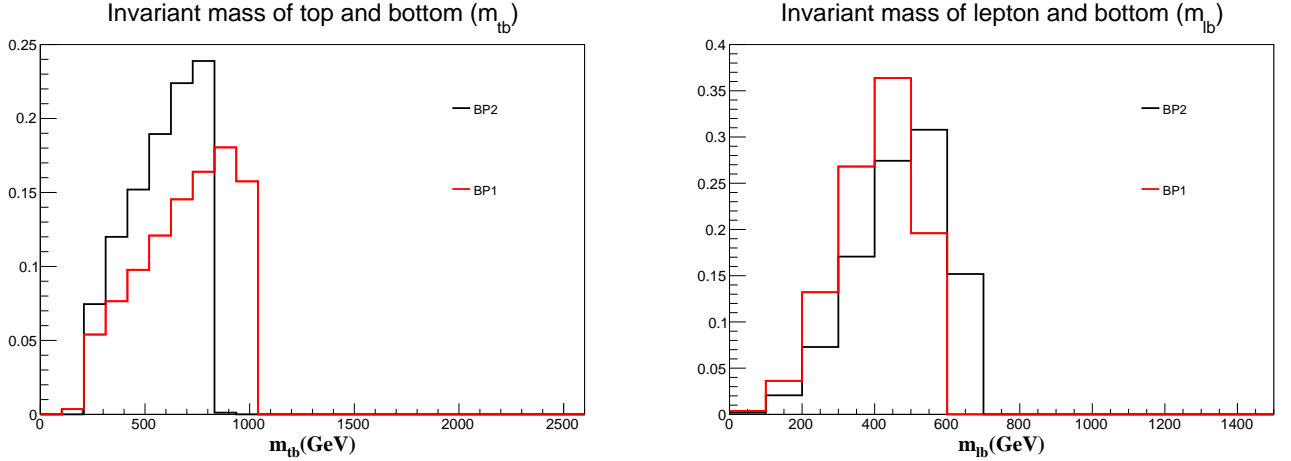 Invariant mass of top and bottom (m_tb)
0.25
0.2
0.15
0.1
0.05
0
BP2
BP1
0 500 1000 1500 2000 2500
m_tb(GeV)
Invariant mass of lepton and bottom (m_lb)
0.4
0.35
0.3
0.25
0.2
0.15
0.1
0.05
0
BP2
BP1
0 200 400 600 800 1000 1200 1400
m_lb(GeV)